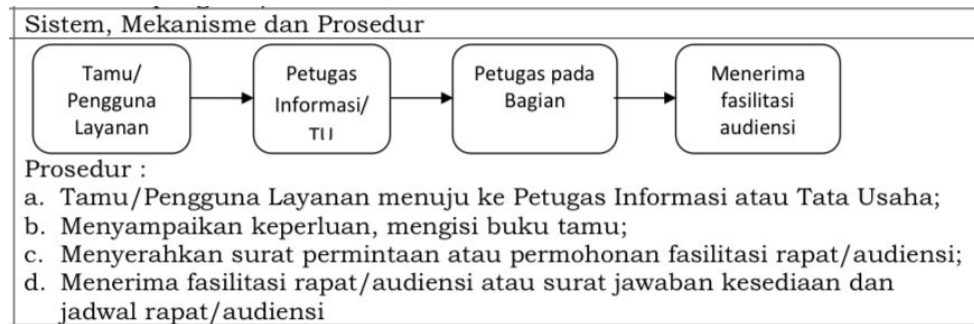 Sistem, Mekanisme dan Prosedur
Tamu/
Pengguna
Layanan
Petugas
Informasi/
TU
Petugas pada
Bagian
Menerima
fasilitasi
audiensi
Prosedur :
a. Tamu/Pengguna Layanan menuju ke Petugas Informasi atau Tata Usaha;
b. Menyampaikan keperluan, mengisi buku tamu;
c. Menyerahkan surat permintaan atau permohonan fasilitasi rapat/audiensi;
d. Menerima fasilitasi rapat/audiensi atau surat jawaban kesediaan dan
jadwal rapat/audiensi